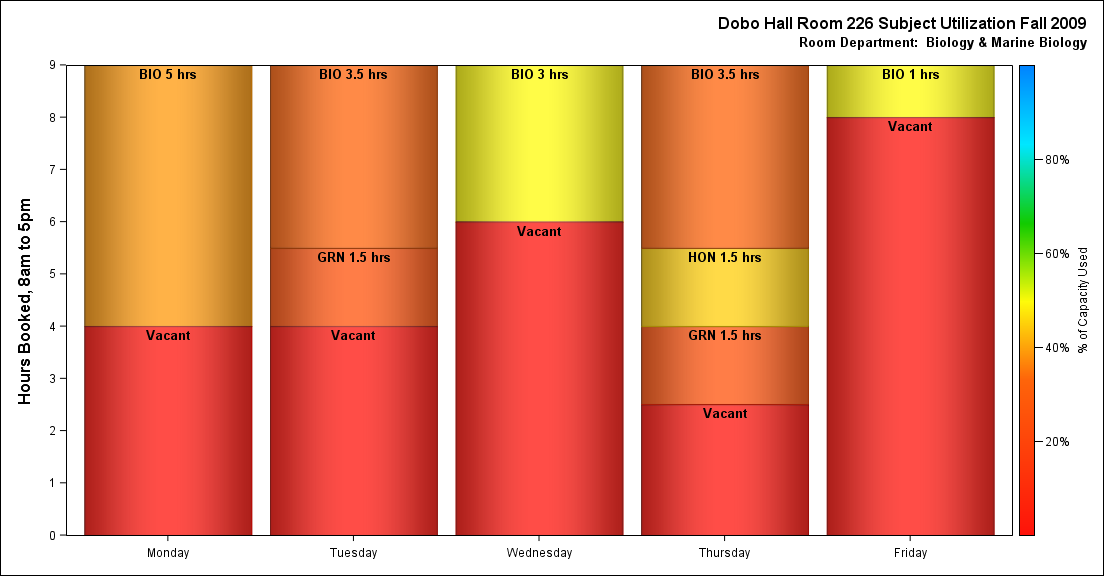 Dobo Hall Room 226 Subject Utilization Fall 2009
Room Department:  Biology & Marine Biology
Hours Booked, 8am to 5pm
9
8
7
6
5
4
3
2
1
0
BIO 5 hrs
Vacant
BIO 3.5 hrs
GRN 1.5 hrs
Vacant
BIO 3 hrs
Vacant
BIO 3.5 hrs
HON 1.5 hrs
GRN 1.5 hrs
Vacant
BIO 1 hrs
Vacant
Monday
Tuesday
Wednesday
Thursday
Friday
80%
60%
40%
20%
% of Capacity Used